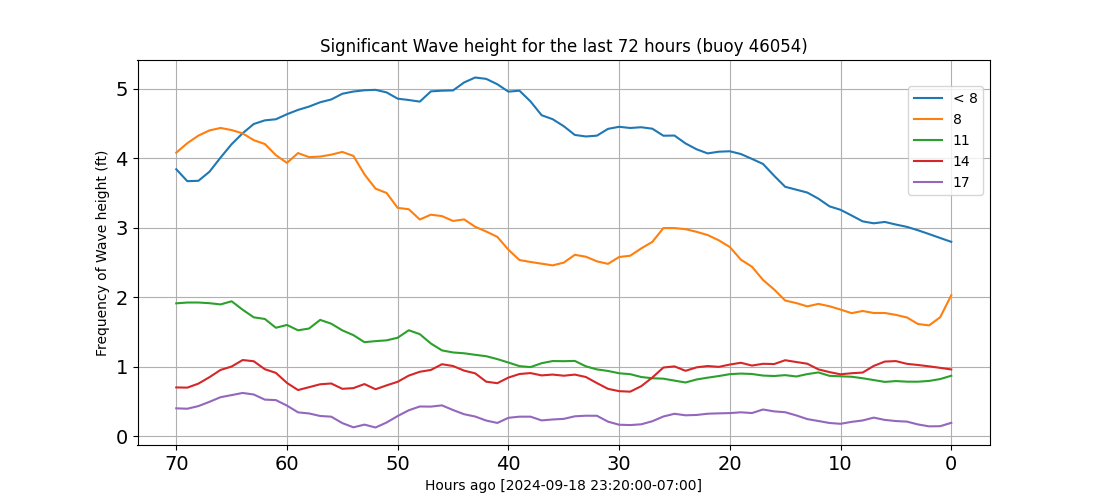 Significant Wave height for the last 72 hours (buoy 46054)
Frequency of Wave height (ft)
5
4
3
2
1
0
< 8
8
11
14
17
70 60 50 40 30 20 10 0
Hours ago [2024-09-18 23:20:00-07:00]